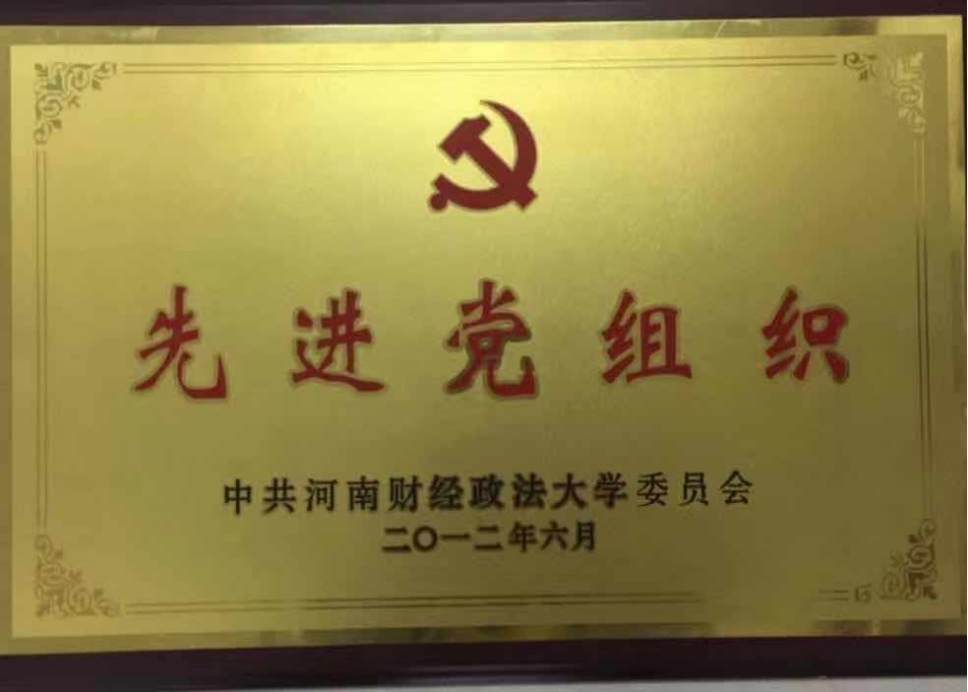 先进党组织
中共河南财经政法大学委员会
二〇一二年六月